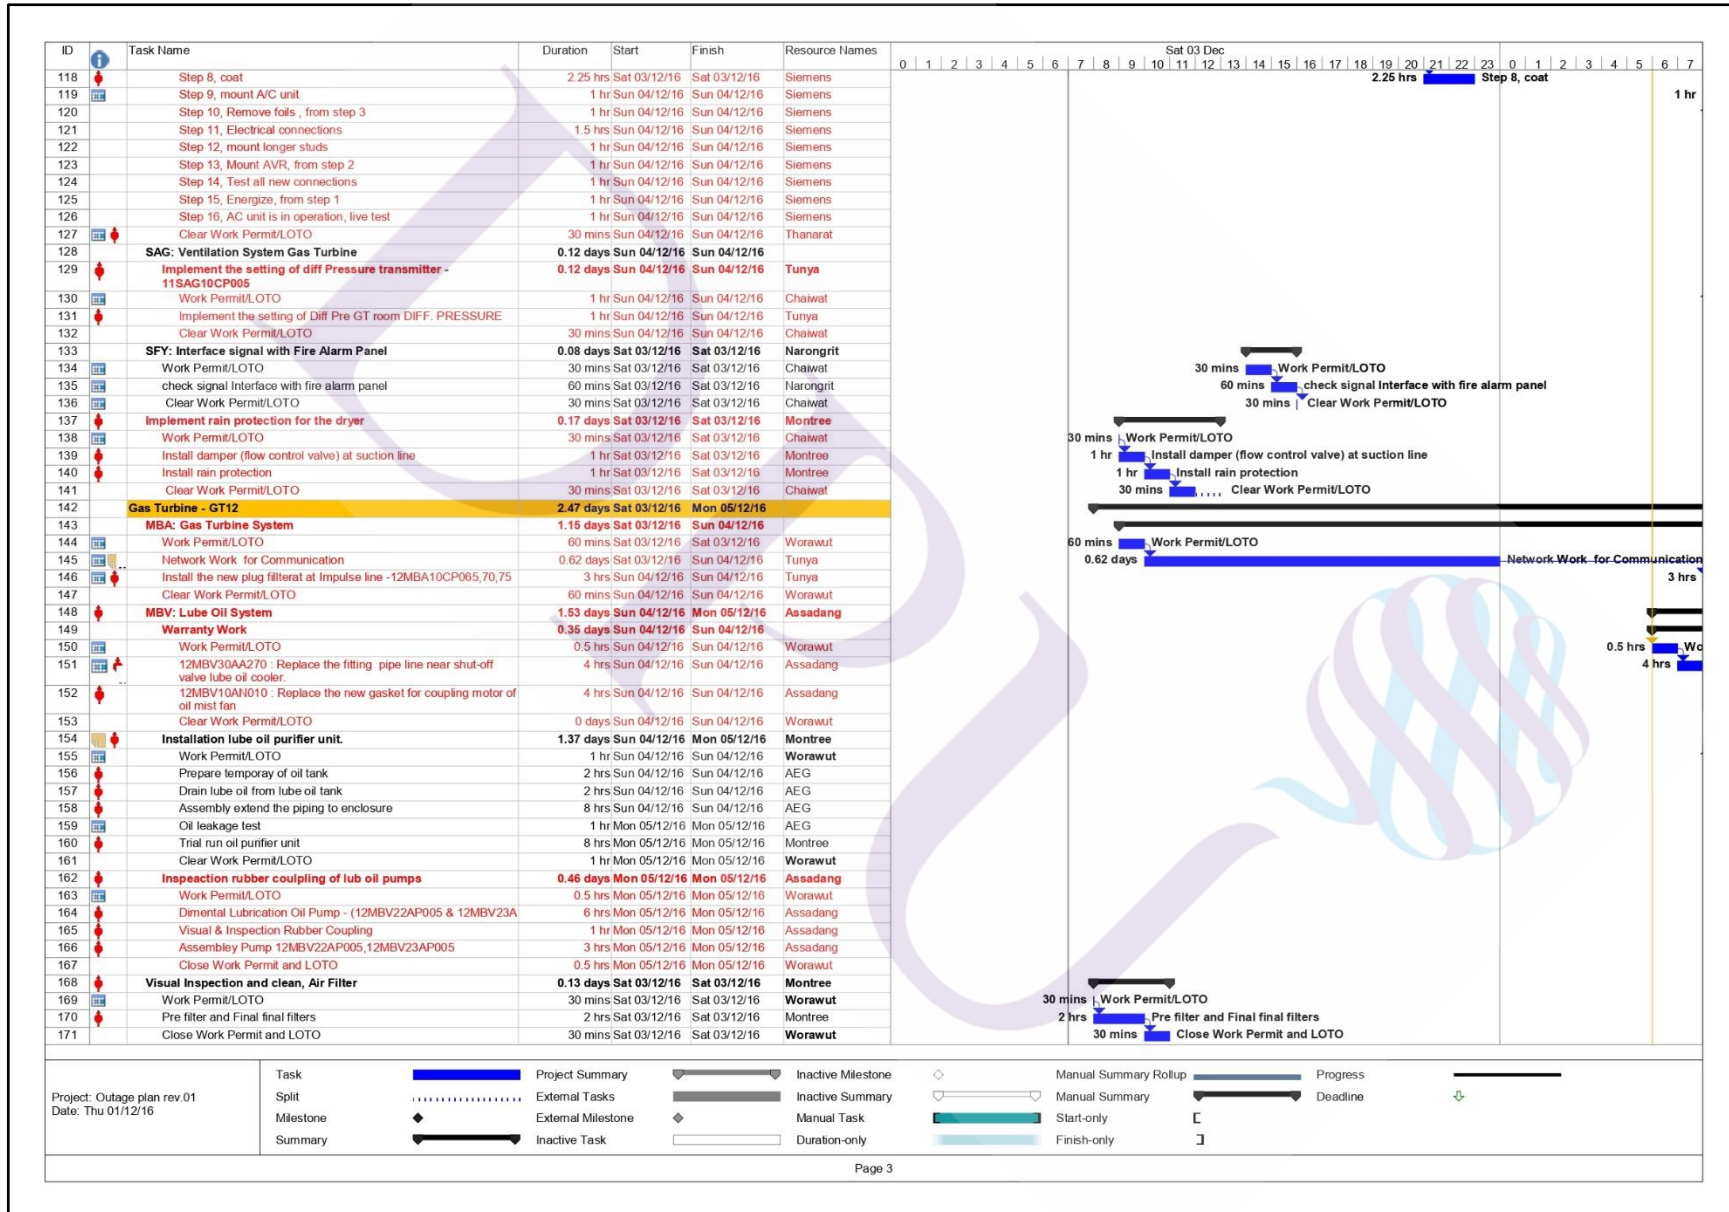 ID Task Name Duration Start Finish Resource Names Sat 03 Dec
0 1 2 3 4 5 6 7 8 9 10 11 12 13 14 15 16 17 18 19 20 21 22 23 0 1 2 3 4 5 6 7
118 Step 8, coat 2.25 hrs Sat 03/12/16 Sat 03/12/16 Siemens 2.25 hrs Step 8, coat
119 Step 9, mount A/C unit 1 hr Sun 04/12/16 Sun 04/12/16 Siemens 1 hr
120 Step 10, Remove foils , from step 3 1 hr Sun 04/12/16 Sun 04/12/16 Siemens
121 Step 11, Electrical connections 1.5 hrs Sun 04/12/16 Sun 04/12/16 Siemens
122 Step 12, mount longer studs 1 hr Sun 04/12/16 Sun 04/12/16 Siemens
123 Step 13, Mount AVR, from step 2 1 hr Sun 04/12/16 Sun 04/12/16 Siemens
124 Step 14, Test all new connections 1 hr Sun 04/12/16 Sun 04/12/16 Siemens
125 Step 15, Energize, from step 1 1 hr Sun 04/12/16 Sun 04/12/16 Siemens
126 Step 16, AC unit is in operation, live test 1 hr Sun 04/12/16 Sun 04/12/16 Siemens
127 Clear Work Permit/LOTO 30 mins Sun 04/12/16 Sun 04/12/16 Thanarat
128 SAG: Ventilation System Gas Turbine 0.12 days Sun 04/12/16 Sun 04/12/16
129 Implement the setting of diff Pressure transmitter - 0.12 days Sun 04/12/16 Sun 04/12/16 Tunya
11SAG10CP005
130 Work Permit/LOTO 1 hr Sun 04/12/16 Sun 04/12/16 Chaiwat
131 Implement the setting of Diff Pre GT room DIFF. PRESSURE 1 hr Sun 04/12/16 Sun 04/12/16 Tunya
132 Clear Work Permit/LOTO 30 mins Sun 04/12/16 Sun 04/12/16 Chaiwat
133 SFY: Interface signal with Fire Alarm Panel 0.08 days Sat 03/12/16 Sat 03/12/16 Narongrit
134 Work Permit/LOTO 30 mins Sat 03/12/16 Sat 03/12/16 Chaiwat 30 mins Work Permit/LOTO
135 check signal Interface with fire alarm panel 60 mins Sat 03/12/16 Sat 03/12/16 Narongrit 60 mins check signal Interface with fire alarm panel
136 Clear Work Permit/LOTO 30 mins Sat 03/12/16 Sat 03/12/16 Chaiwat 30 mins Clear Work Permit/LOTO
137 Implement rain protection for the dryer 0.17 days Sat 03/12/16 Sat 03/12/16 Montree
138 Work Permit/LOTO 30 mins Sat 03/12/16 Sat 03/12/16 Chaiwat 30 mins Work Permit/LOTO
139 Install damper (flow control valve) at suction line 1 hr Sat 03/12/16 Sat 03/12/16 Montree 1 hr Install damper (flow control valve) at suction line
140 Install rain protection 1 hr Sat 03/12/16 Sat 03/12/16 Montree 1 hr Install rain protection
141 Clear Work Permit/LOTO 30 mins Sat 03/12/16 Sat 03/12/16 Chaiwat 30 mins Clear Work Permit/LOTO
142 Gas Turbine - GT12 2.47 days Sat 03/12/16 Mon 05/12/16
143 MBA: Gas Turbine System 1.15 days Sat 03/12/16 Sun 04/12/16
144 Work Permit/LOTO 60 mins Sat 03/12/16 Sat 03/12/16 Worawut 60 mins Work Permit/LOTO
145 Network Work for Communication 0.62 days Sat 03/12/16 Sun 04/12/16 Tunya 0.62 days Network Work for Communication
146 Install the new plug fillterat at Impulse line -12MBA10CP065,70,75 3 hrs Sun 04/12/16 Sun 04/12/16 Tunya 3 hrs
147 Clear Work Permit/LOTO 60 mins Sun 04/12/16 Sun 04/12/16 Worawut
148 MBV: Lube Oil System 1.53 days Sun 04/12/16 Mon 05/12/16 Assadang
149 Warranty Work 0.35 days Sun 04/12/16 Sun 04/12/16
150 Work Permit/LOTO 0.5 hrs Sun 04/12/16 Sun 04/12/16 Worawut 0.5 hrs Wo
151 12MBV30AA270 : Replace the fitting pipe line near shut-off 4 hrs Sun 04/12/16 Sun 04/12/16 Assadang 4 hrs
valve lube oil cooler.
152 12MBV10AN010 : Replace the new gasket for coupling motor of 4 hrs Sun 04/12/16 Sun 04/12/16 Assadang
oil mist fan
153 Clear Work Permit/LOTO 0 days Sun 04/12/16 Sun 04/12/16 Worawut
154 Installation lube oil purifier unit. 1.37 days Sun 04/12/16 Mon 05/12/16 Montree
155 Work Permit/LOTO 1 hr Sun 04/12/16 Sun 04/12/16 Worawut
156 Prepare temporay of oil tank 2 hrs Sun 04/12/16 Sun 04/12/16 AEG
157 Drain lube oil from lube oil tank 2 hrs Sun 04/12/16 Sun 04/12/16 AEG
158 Assembly extend the piping to enclosure 8 hrs Sun 04/12/16 Sun 04/12/16 AEG
159 Oil leakage test 1 hr Mon 05/12/16 Mon 05/12/16 AEG
160 Trial run oil purifier unit 8 hrs Mon 05/12/16 Mon 05/12/16 Montree
161 Clear Work Permit/LOTO 1 hr Mon 05/12/16 Mon 05/12/16 Worawut
162 Inspeaction rubber coulpling of lub oil pumps 0.46 days Mon 05/12/16 Mon 05/12/16 Assadang
163 Work Permit/LOTO 0.5 hrs Mon 05/12/16 Mon 05/12/16 Worawut
164 Dimental Lubrication Oil Pump - (12MBV22AP005 & 12MBV23A 6 hrs Mon 05/12/16 Mon 05/12/16 Assadang
165 Visual & Inspection Rubber Coupling 1 hr Mon 05/12/16 Mon 05/12/16 Assadang
166 Assembley Pump 12MBV22AP005,12MBV23AP005 3 hrs Mon 05/12/16 Mon 05/12/16 Assadang
167 Close Work Permit and LOTO 0.5 hrs Mon 05/12/16 Mon 05/12/16 Worawut
168 Visual Inspection and clean, Air Filter 0.13 days Sat 03/12/16 Sat 03/12/16 Montree
169 Work Permit/LOTO 30 mins Sat 03/12/16 Sat 03/12/16 Worawut 30 mins Work Permit/LOTO
170 Pre filter and Final final filters 2 hrs Sat 03/12/16 Sat 03/12/16 Montree 2 hrs Pre filter and Final final filters
171 Close Work Permit and LOTO 30 mins Sat 03/12/16 Sat 03/12/16 Worawut 30 mins Close Work Permit and LOTO
Project: Outage plan rev.01
Date: Thu 01/12/16
Task Project Summary Inactive Milestone Manual Summary Rollup Progress
Split External Tasks Inactive Summary Manual Summary Deadline
Milestone External Milestone Manual Task Start-only
Summary Inactive Task Duration-only Finish-only
Page 3